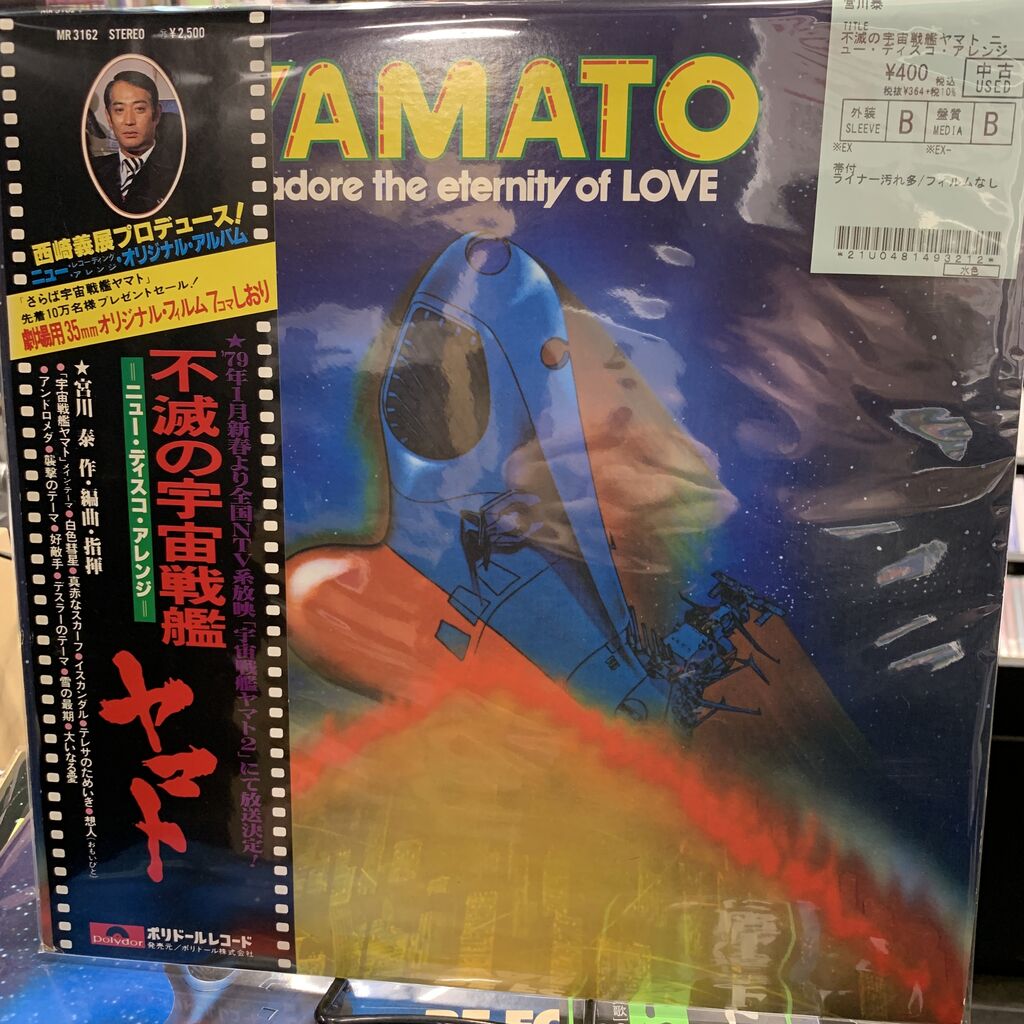 MR 3162 STEREO ¥2,500
西崎義展プロデュース!
ニュー・レコーディング・アレンジ・オリジナル・アルバム
「さらば宇宙戦艦ヤマト」
先着10万名様プレゼントセール!
劇場用35mmオリジナル・フィルム7コマしおり
★'79年1月新春より全国NTV系放映「宇宙戦艦ヤマト2」にて放送決定!
不滅の宇宙戦艦
ヤマト
=ニュー・ディスコ・アレンジ=
★宮川 泰 作・編曲・指揮
●「宇宙戦艦ヤマト」メイン・テーマ●白色彗星●真赤なスカーフ●イスカンダル●テレサのためいき●想人(おもいびと)
●アンドロメダ●襲撃のテーマ●好敵手●デスラーのテーマ●雪の最期●大いなる愛
polydor
ポリドールレコード
発売元/ポリドール株式会社
YAMATO
adore the eternity of LOVE
宮川泰
TITLE
不滅の宇宙戦艦ヤマト ニ
ュー・ディスコ・アレンジ
¥400 税込
税抜¥364+税10%
中古
USED
外装
SLEEVE
B
盤質
MEDIA
B
※EX
※EX-
帯付
ライナー汚れ多/フィルムなし
21U0481493212
水色
歌